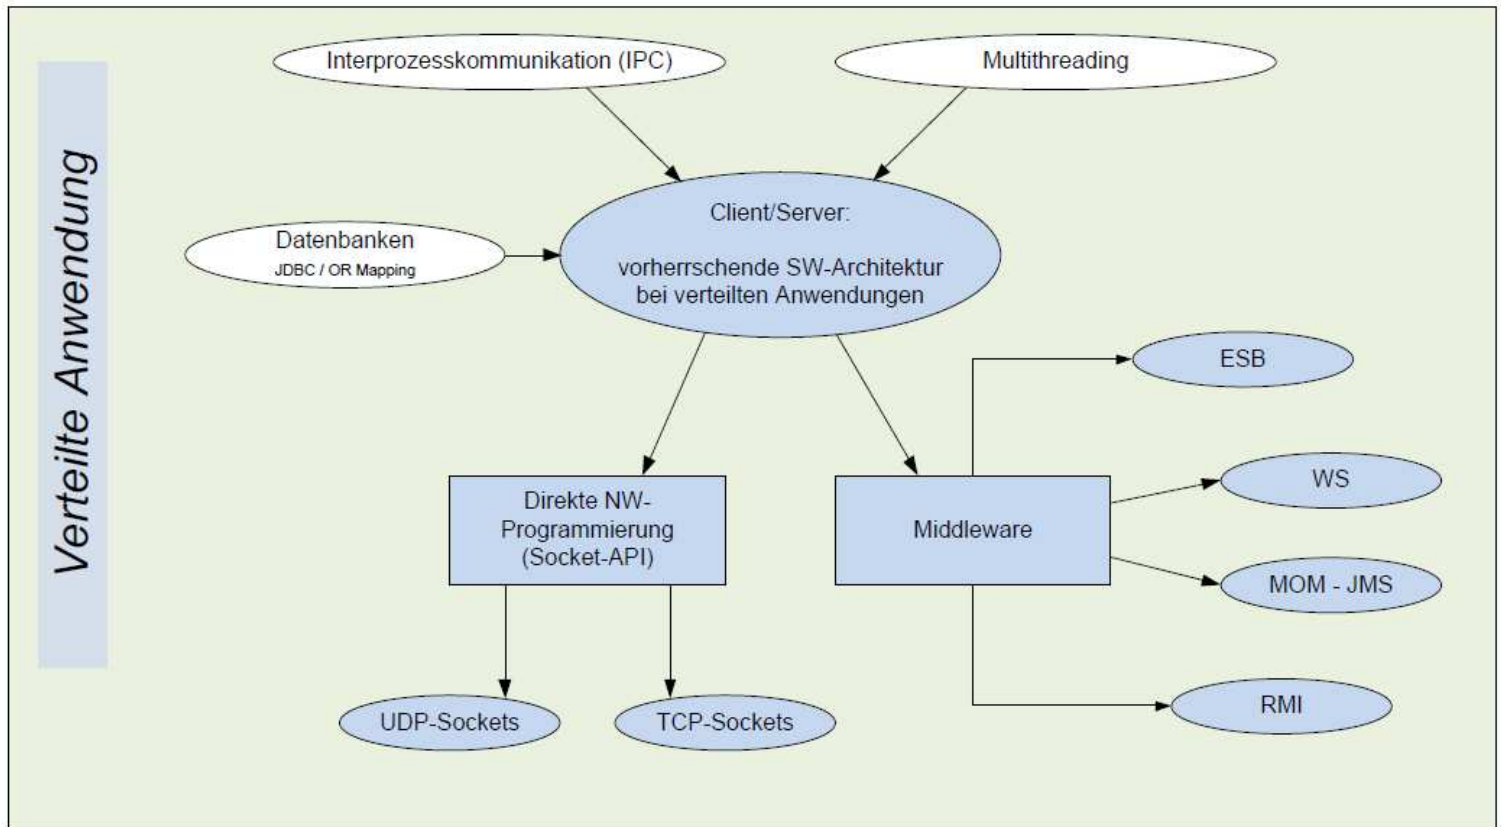 Verteilte Anwendung
Interprozesskommunikation (IPC)
Multithreading
Client/Server:
vorherrschende SW-Architektur
bei verteilten Anwendungen
Datenbanken
JDBC / OR Mapping
ESB
WS
Direkte NW-
Programmierung
(Socket-API)
Middleware
MOM - JMS
RMI
UDP-Sockets
TCP-Sockets